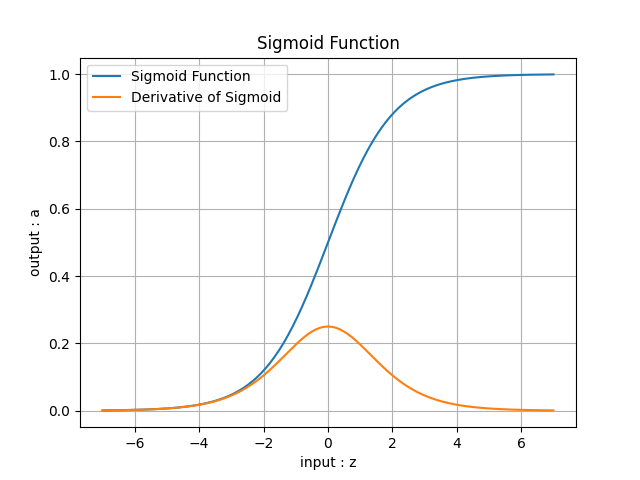 Sigmoid Function
Sigmoid Function
Derivative of Sigmoid
output : a
1.0
0.8
0.6
0.4
0.2
0.0
−6 −4 −2 0 2 4 6
input : z